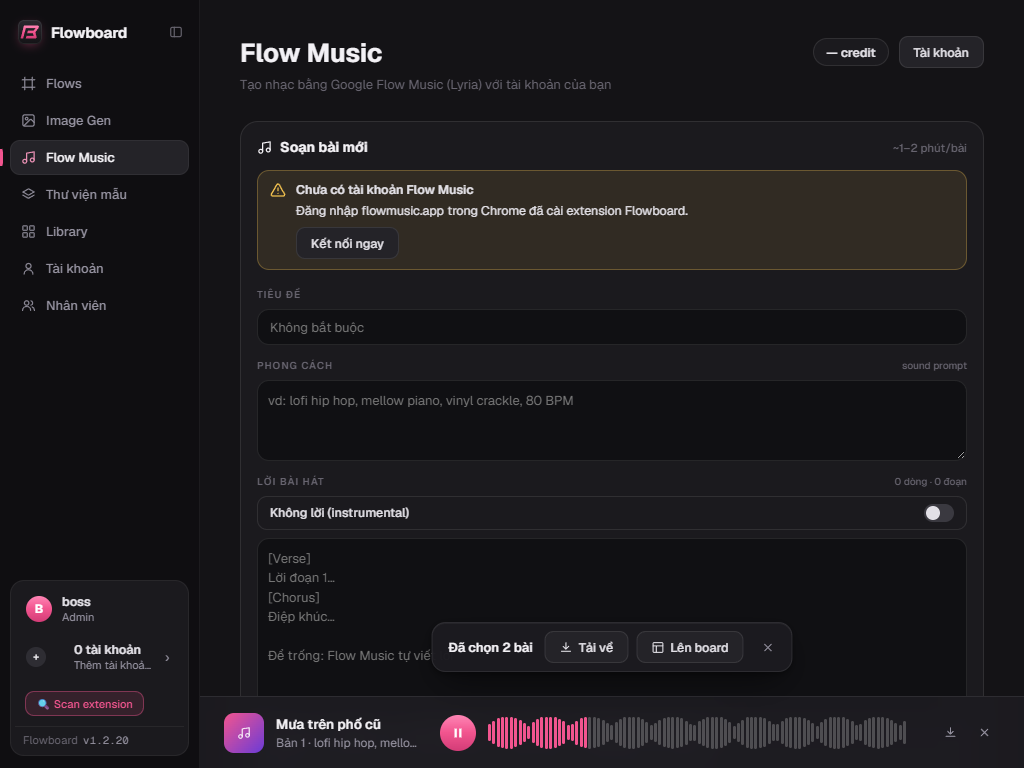 Flowboard
Flows
Image Gen
Flow Music
Thư viện mẫu
Library
Tài khoản
Nhân viên
B
boss
Admin
+
0 tài khoản
Thêm tài khoả...
›
Scan extension
Flowboard v1.2.20
Flow Music
Tạo nhạc bằng Google Flow Music (Lyria) với tài khoản của bạn
— credit
Tài khoản
Soạn bài mới
~1–2 phút/bài
Chưa có tài khoản Flow Music
Đăng nhập flowmusic.app trong Chrome đã cài extension Flowboard.
Kết nối ngay
TIÊU ĐỀ
Không bắt buộc
PHONG CÁCH
sound prompt
vd: lofi hip hop, mellow piano, vinyl crackle, 80 BPM
LỜI BÀI HÁT
0 dòng · 0 đoạn
Không lời (instrumental)
[Verse]
Lời đoạn 1...
[Chorus]
Điệp khúc...
Để trống: Flow Music tự viết
Đã chọn 2 bài
Tải về
Lên board
Mưa trên phố cũ
Bản 1 · lofi hip hop, mello...